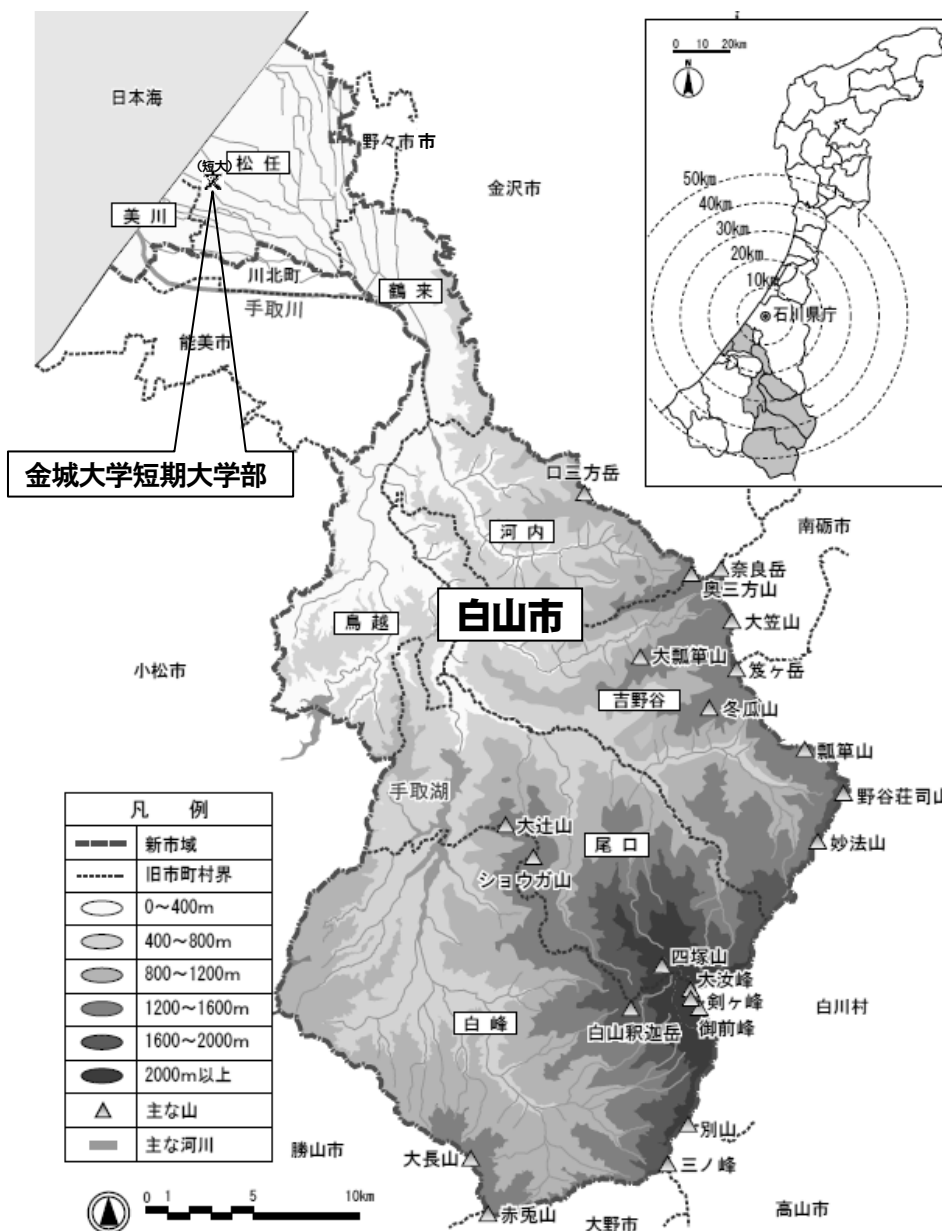 日本海
(短大)
松任
野々市市
金沢市
美川
川北町
鶴来
手取川
能美市
金城大学短期大学部
0 10 20km
N
50km
40km
30km
20km
10km
石川県庁
口三方岳
河内
南砺市
奈良岳
奥三方山
白山市
鳥越
大笠山
小松市
大瓢箪山
笈ヶ岳
吉野谷
冬瓜山
瓢箪山
手取湖
野谷荘司山
大辻山
尾口
妙法山
ショウガ山
四塚山
大汝峰
剣ヶ峰
白川村
白峰
白山釈迦岳
御前峰
別山
勝山市
大長山
三ノ峰
赤兎山
大野市
高山市
凡 例
新市域
旧市町村界
0～400m
400～800m
800～1200m
1200～1600m
1600～2000m
2000m以上
主な山
主な河川
0 1 5 10km